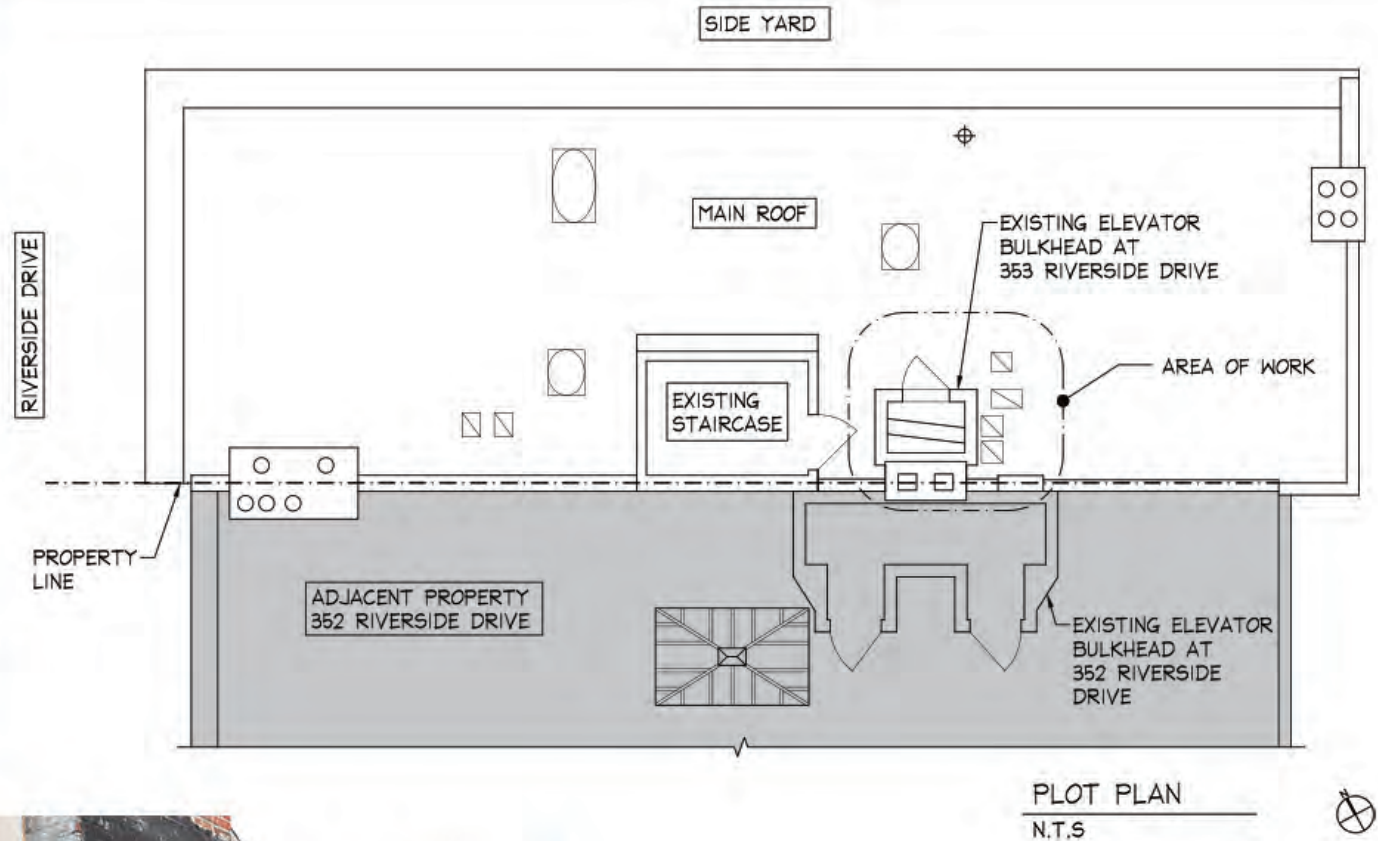 SIDE YARD
MAIN ROOF
EXISTING ELEVATOR
BULKHEAD AT
353 RIVERSIDE DRIVE
RIVERSIDE DRIVE
AREA OF WORK
EXISTING
STAIRCASE
PROPERTY
LINE
ADJACENT PROPERTY
352 RIVERSIDE DRIVE
EXISTING ELEVATOR
BULKHEAD AT
352 RIVERSIDE
DRIVE
PLOT PLAN
N.T.S
N